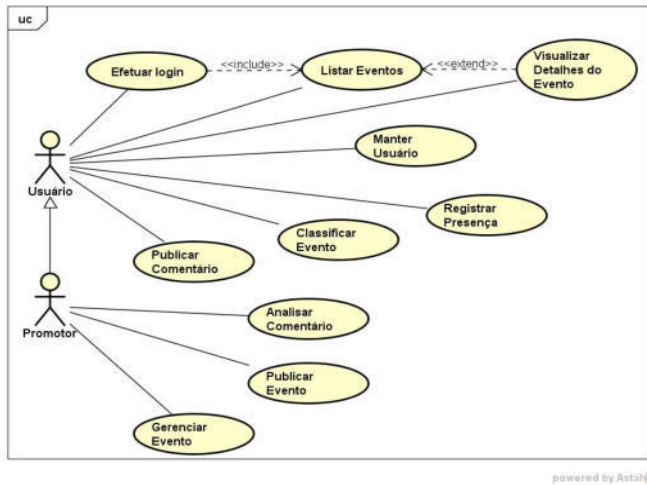 uc
Efetuar login
<<include>>
Listar Eventos
<<extend>>
Visualizar
Detalhes do
Evento
Manter
Usuário
Usuário
Registrar
Presença
Classificar
Evento
Publicar
Comentário
Promotor
Analisar
Comentário
Publicar
Evento
Gerenciar
Evento
powered by Astah